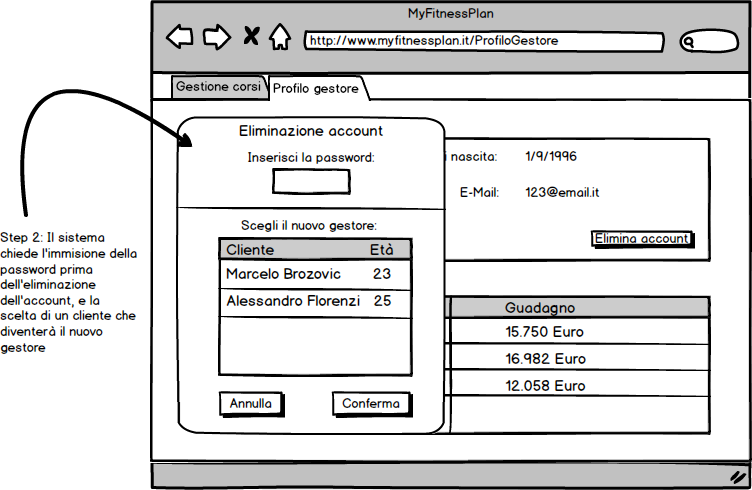 MyFitnessPlan
http://www.myfitnessplan.it/ProfiloGestore
Gestione corsi
Profilo gestore
Eliminazione account
Inserisci la password:
Scegli il nuovo gestore:
Cliente Età
Marcelo Brozovic 23
Alessandro Florenzi 25
Annulla
Conferma
i nascita: 1/9/1996
E-Mail: 123@email.it
Elimina account
Guadagno
15.750 Euro
16.982 Euro
12.058 Euro
Step 2: Il sistema
chiede l'immisione della
password prima
dell'eliminazione
dell'account, e la
scelta di un cliente che
diventerà il nuovo
gestore